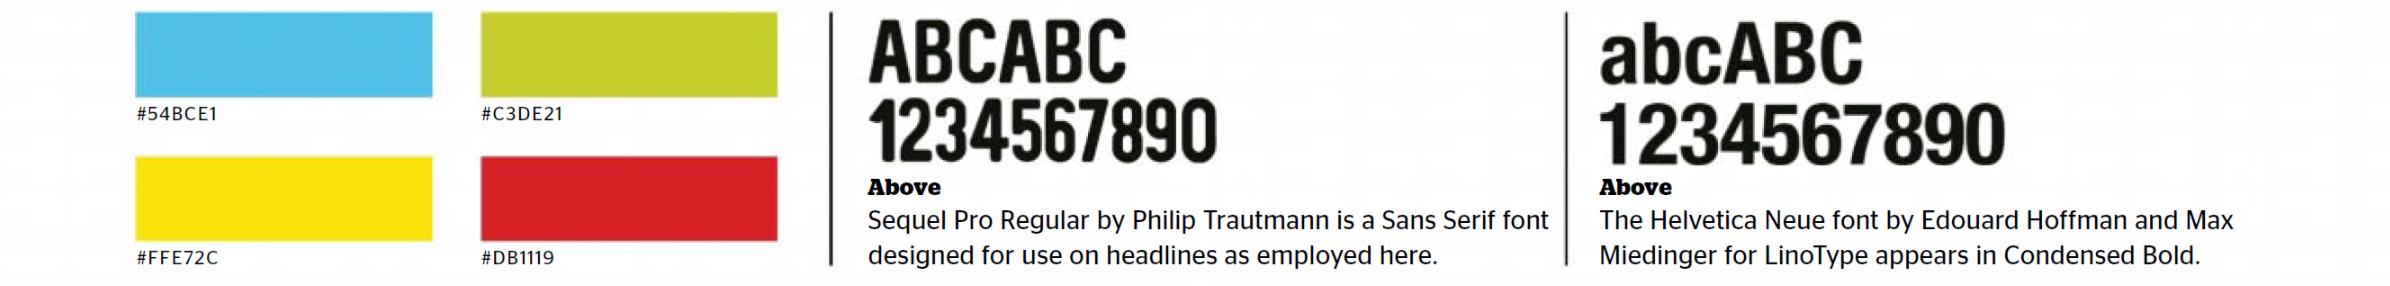 #54BCE1
#C3DE21
#FFE72C
#DB1119
ABCABC
1234567890
Above
Sequel Pro Regular by Philip Trautmann is a Sans Serif font
designed for use on headlines as employed here.
abcABC
1234567890
Above
The Helvetica Neue font by Edouard Hoffman and Max
Miedinger for LinoType appears in Condensed Bold.